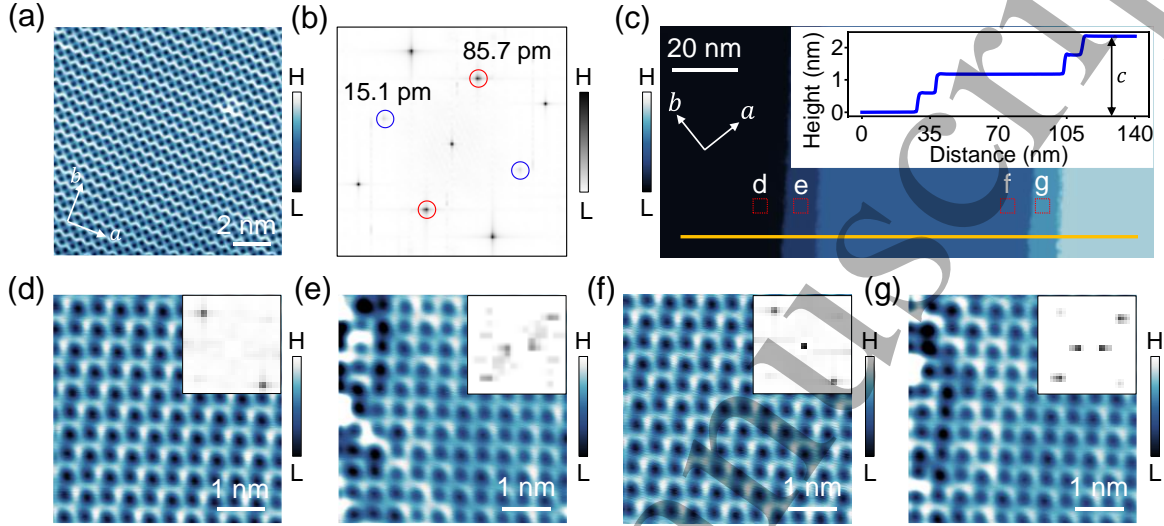 (a)
b
a
2 nm
H
L
(b)
85.7 pm
15.1 pm
H
L
(c)
20 nm
b
a
Height (nm)
2
1
0
c
0 35 70 105 140
Distance (nm)
d e f g
(d)
1 nm
H
L
(e)
1 nm
H
L
(f)
1 nm
H
L
(g)
1 nm
H
L